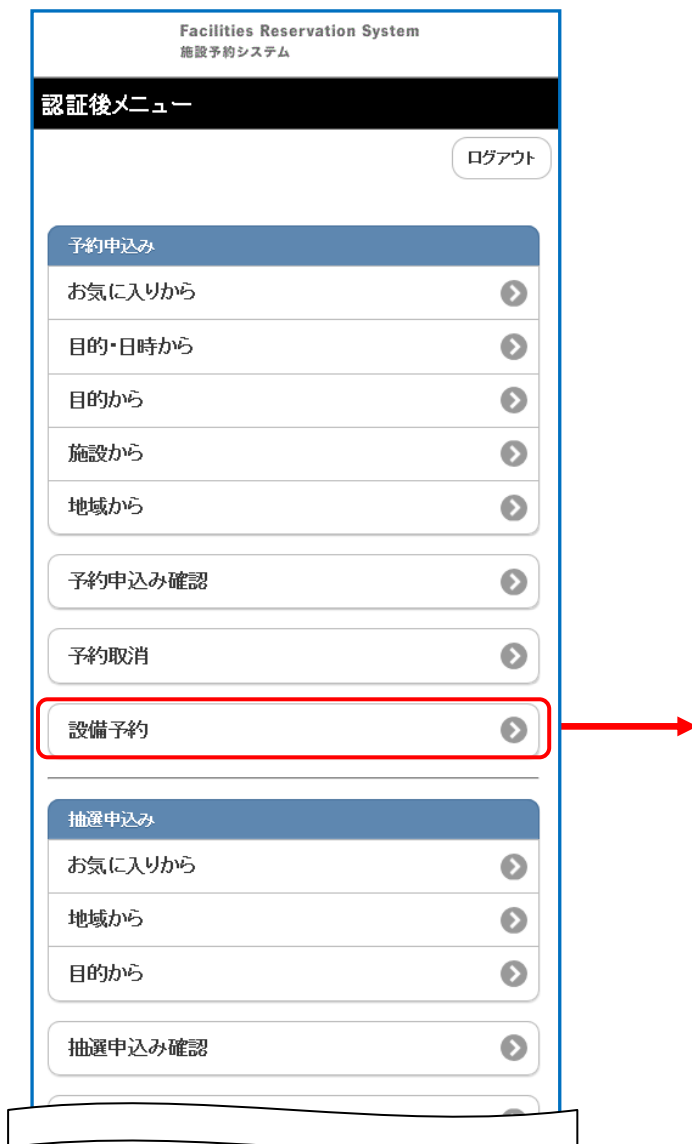 Facilities Reservation System
施設予約システム
認証後メニュー
ログアウト
予約申込み
お気に入りから
目的・日時から
目的から
施設から
地域から
予約申込み確認
予約取消
設備予約
抽選申込み
お気に入りから
地域から
目的から
抽選申込み確認